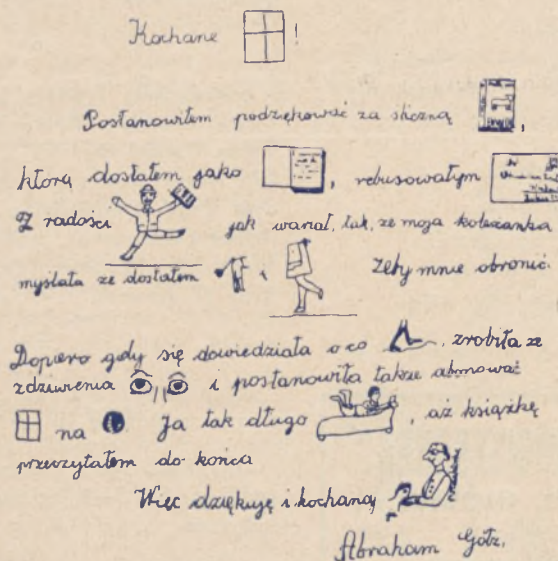 Kochane !
Postanowiłem podziękować za śliczną ,
którą dostałem jako , rebusowałym
Z radości jak wariat, tak, że moja koleżanka
myślała że dostałem , żeby mnie obronić.
Dopiero gdy się dowiedziała o co , zrobiła ze
zdziwienia i postanowiła także abonować
na Ja tak długo , aż książkę
przeczytałem do końca
Więc dziękuję i kochaną
Abraham Götz.